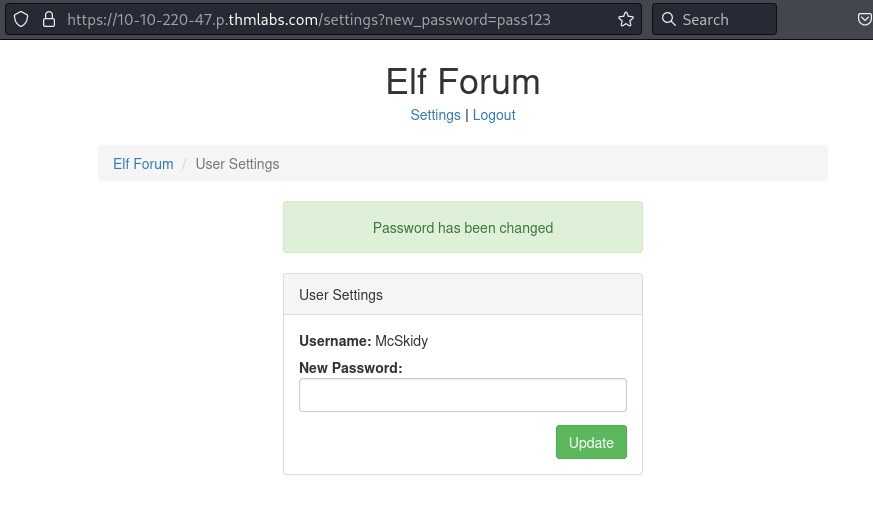 https://10-10-220-47.p.thmlabs.com/settings?new_password=pass123
Search
Elf Forum
Settings | Logout
Elf Forum / User Settings
Password has been changed
User Settings
Username: McSkidy
New Password:
Update